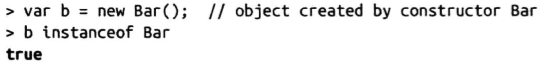 > var b = new Bar();  // object created by constructor Bar
> b instanceof Bar
true